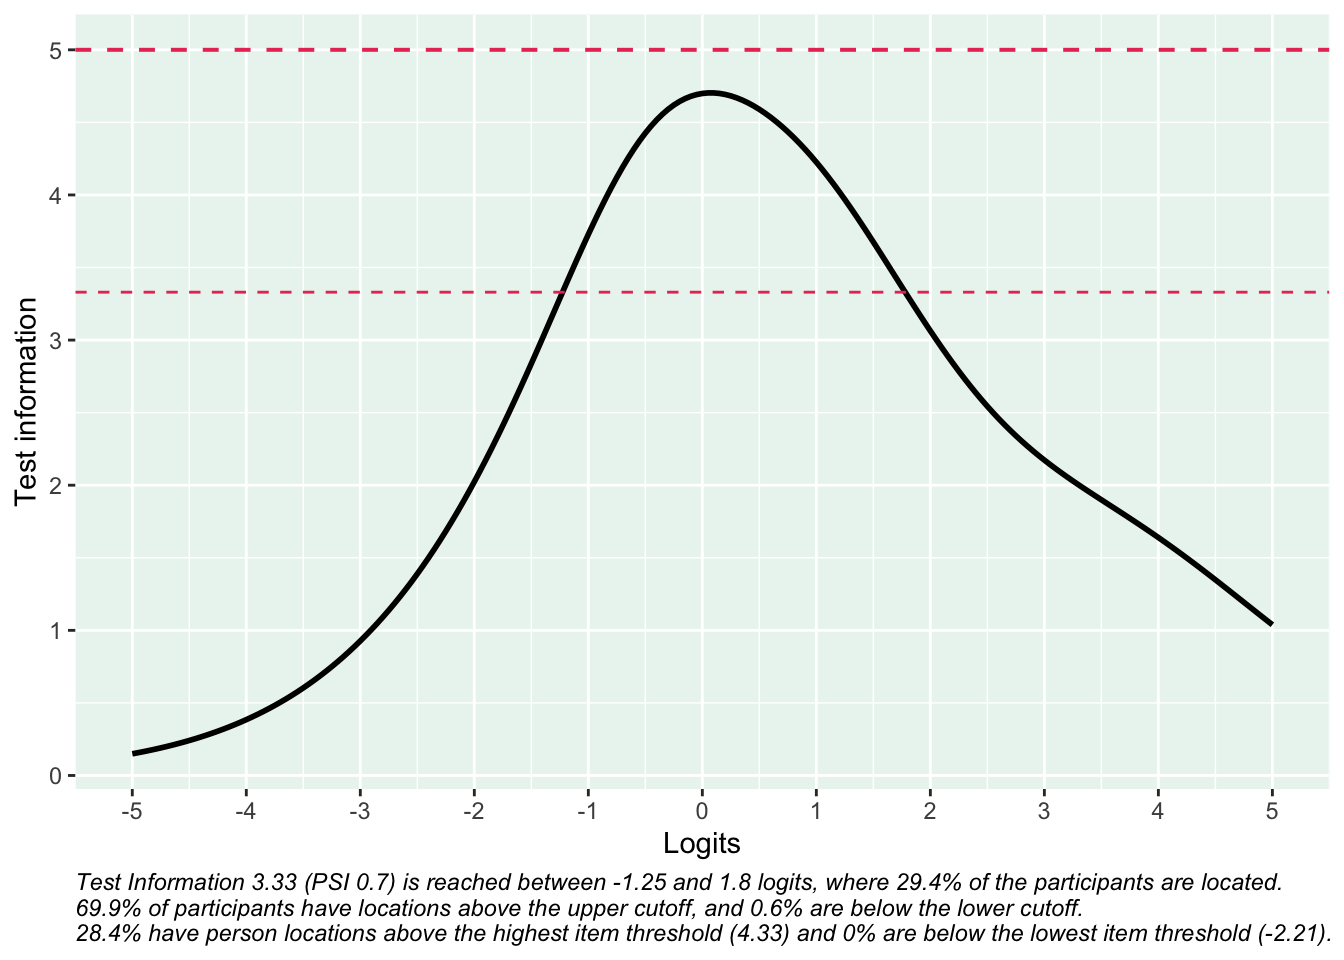 5
4
3
2
1
0
Test information
-5 -4 -3 -2 -1 0 1 2 3 4 5
Logits
Test Information 3.33 (PSI 0.7) is reached between -1.25 and 1.8 logits, where 29.4% of the participants are located.
69.9% of participants have locations above the upper cutoff, and 0.6% are below the lower cutoff.
28.4% have person locations above the highest item threshold (4.33) and 0% are below the lowest item threshold (-2.21).